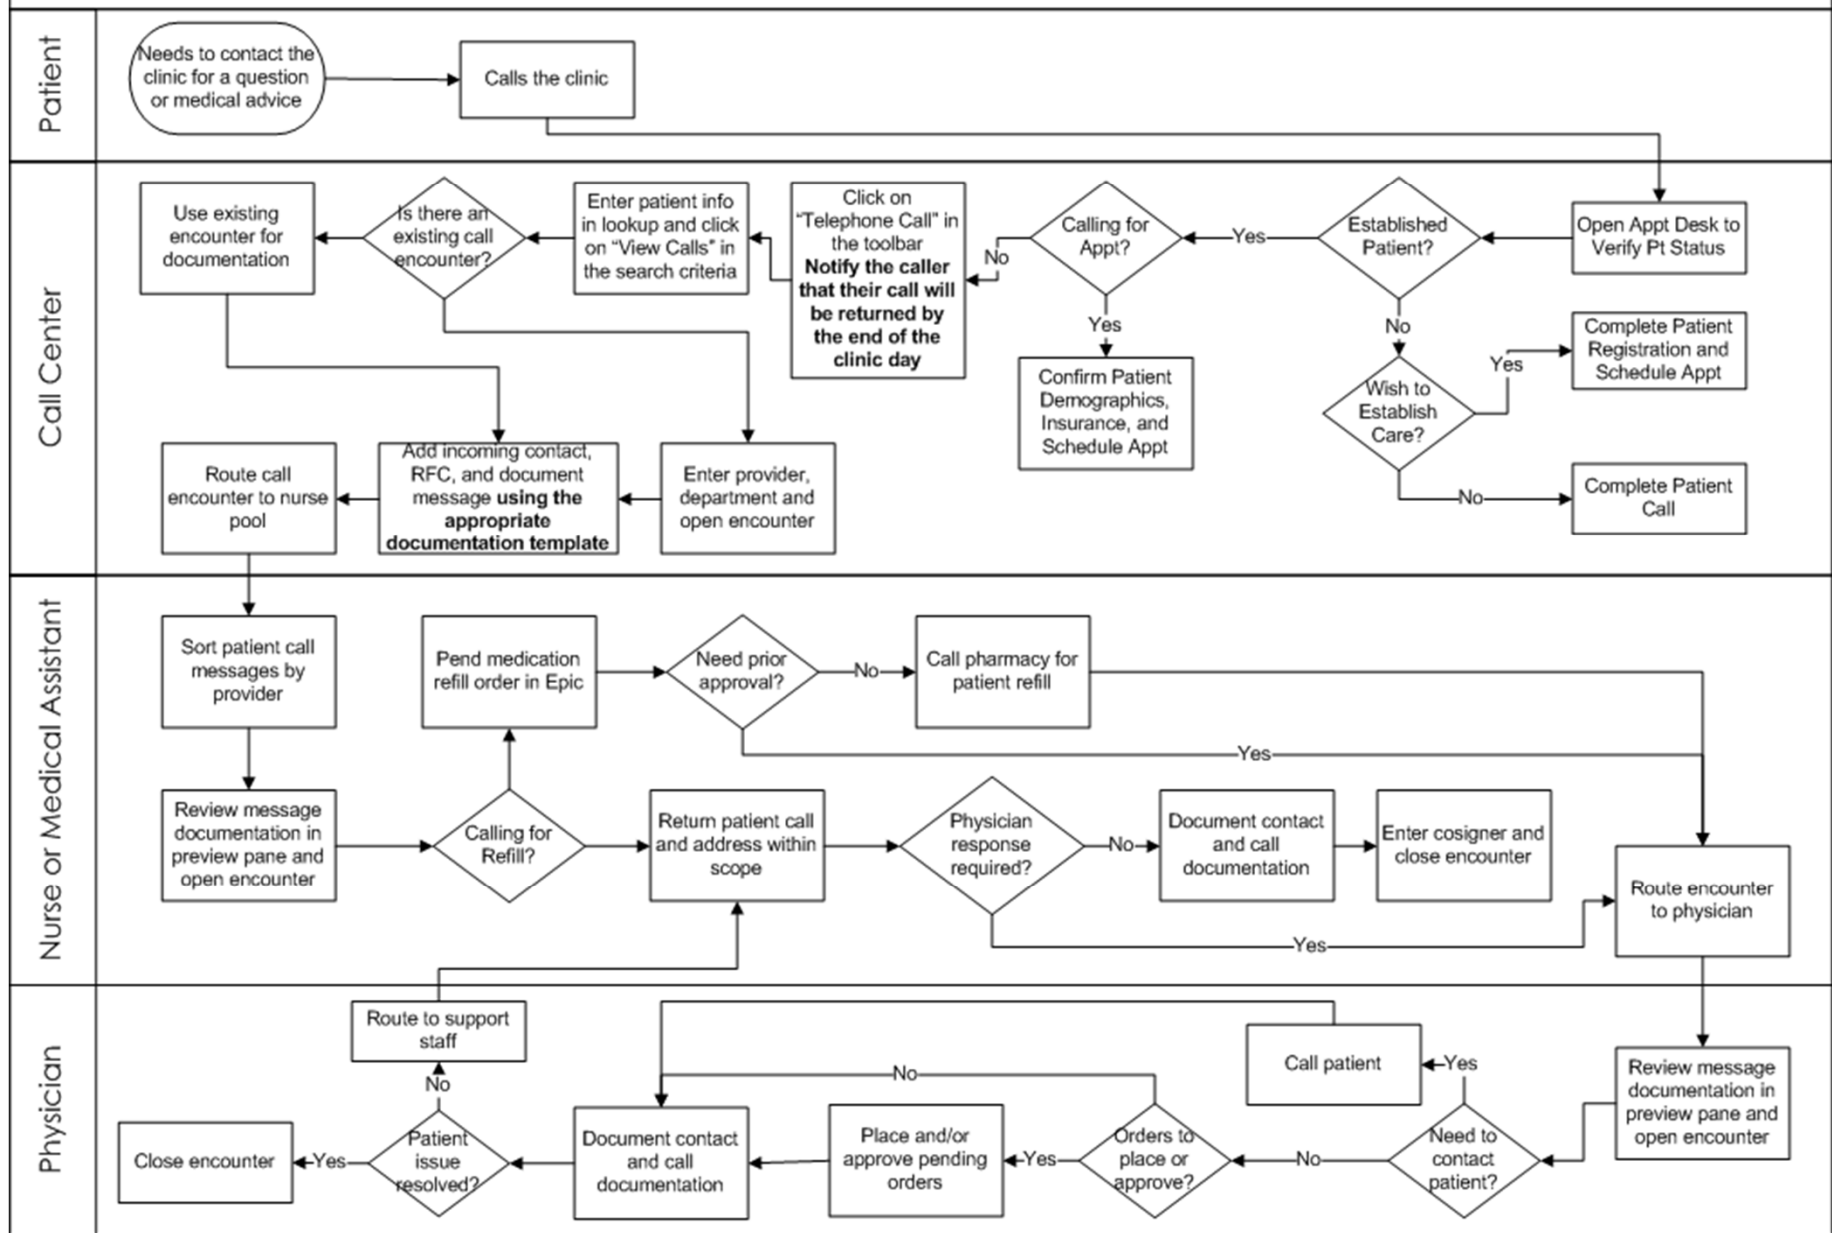 Patient
Needs to contact the
clinic for a question
or medical advice
Calls the clinic
Call Center
Open Appt Desk to
Verify Pt Status
Established
Patient?
Yes
No
Wish to
Establish
Care?
Yes
Complete Patient
Registration and
Schedule Appt
No
Complete Patient
Call
Calling for
Appt?
Yes
Confirm Patient
Demographics,
Insurance, and
Schedule Appt
No
Click on
“Telephone Call” in
the toolbar
Notify the caller
that their call will
be returned by
the end of the
clinic day
Enter patient info
in lookup and click
on “View Calls” in
the search criteria
Is there an
existing call
encounter?
Use existing
encounter for
documentation
Enter provider,
department and
open encounter
Add incoming contact,
RFC, and document
message using the
appropriate
documentation template
Route call
encounter to nurse
pool
Nurse or Medical Assistant
Sort patient call
messages by
provider
Review message
documentation in
preview pane and
open encounter
Calling for
Refill?
Pend medication
refill order in Epic
Need prior
approval?
No
Call pharmacy for
patient refill
Yes
Return patient call
and address within
scope
Physician
response
required?
No
Document contact
and call
documentation
Enter cosigner and
close encounter
Yes
Route encounter
to physician
Physician
Review message
documentation in
preview pane and
open encounter
Need to
contact
patient?
Yes
Call patient
No
Orders to
place or
approve?
No
Yes
Place and/or
approve pending
orders
Document contact
and call
documentation
Patient
issue
resolved?
No
Route to support
staff
Yes
Close encounter